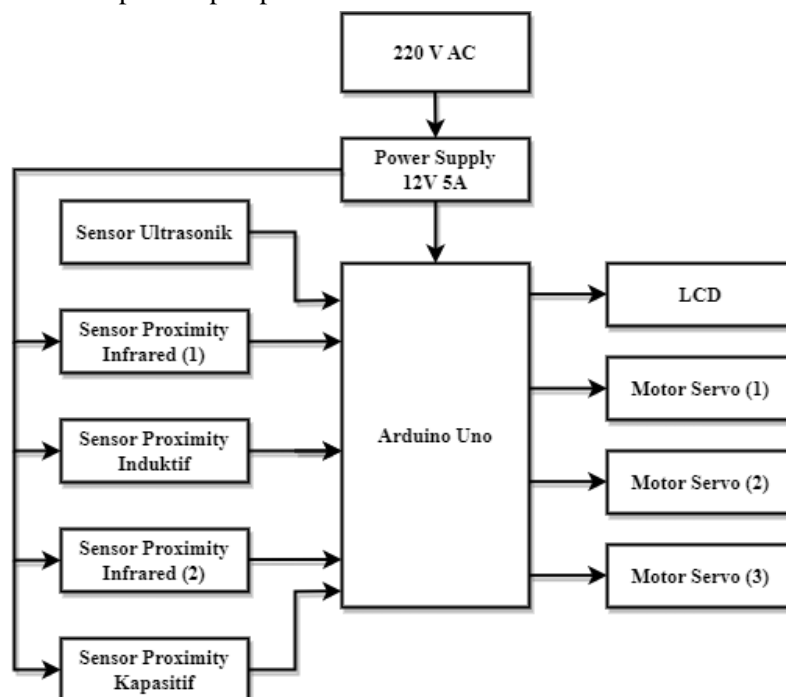 220 V AC
Power Supply
12V 5A
Sensor Ultrasonik
Sensor Proximity
Infrared (1)
Sensor Proximity
Induktif
Sensor Proximity
Infrared (2)
Sensor Proximity
Kapasitif
Arduino Uno
LCD
Motor Servo (1)
Motor Servo (2)
Motor Servo (3)